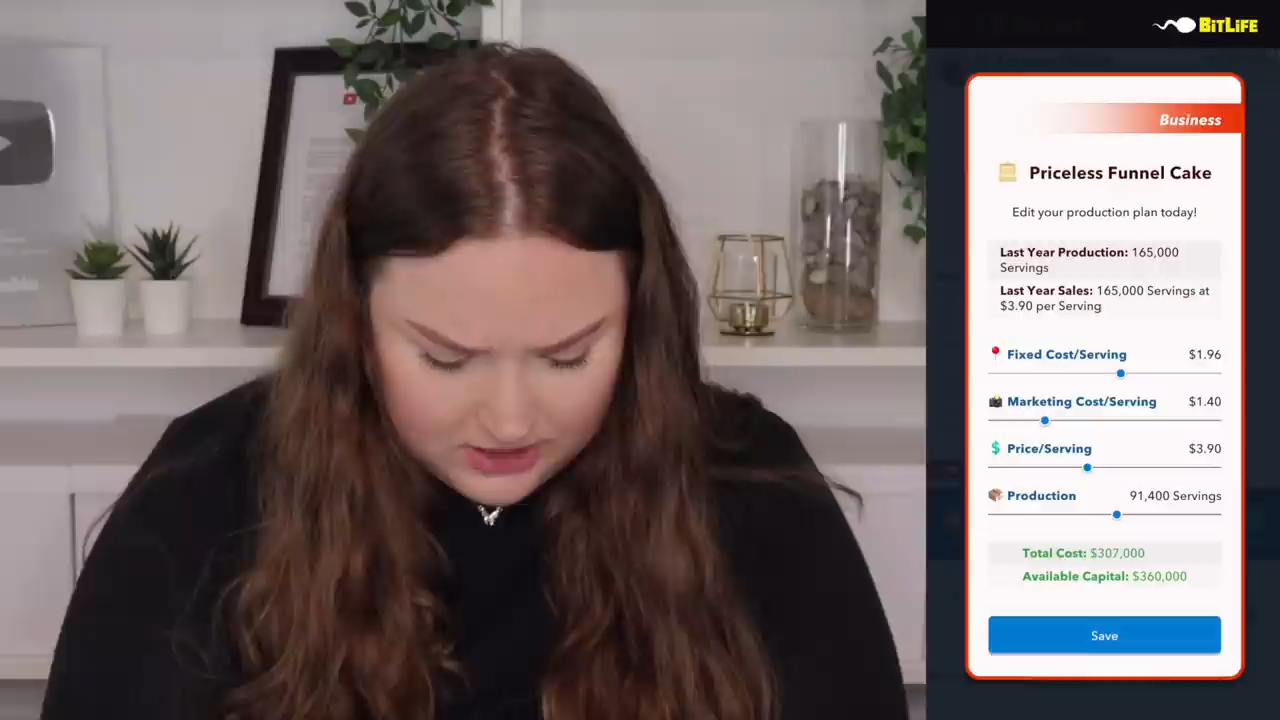 BITLIFE
Business
Priceless Funnel Cake
Edit your production plan today!
Last Year Production: 165,000
Servings
Last Year Sales: 165,000 Servings at
$3.90 per Serving
Fixed Cost/Serving $1.96
Marketing Cost/Serving $1.40
$ Price/Serving $3.90
Production 91,400 Servings
Total Cost: $307,000
Available Capital: $360,000
Save